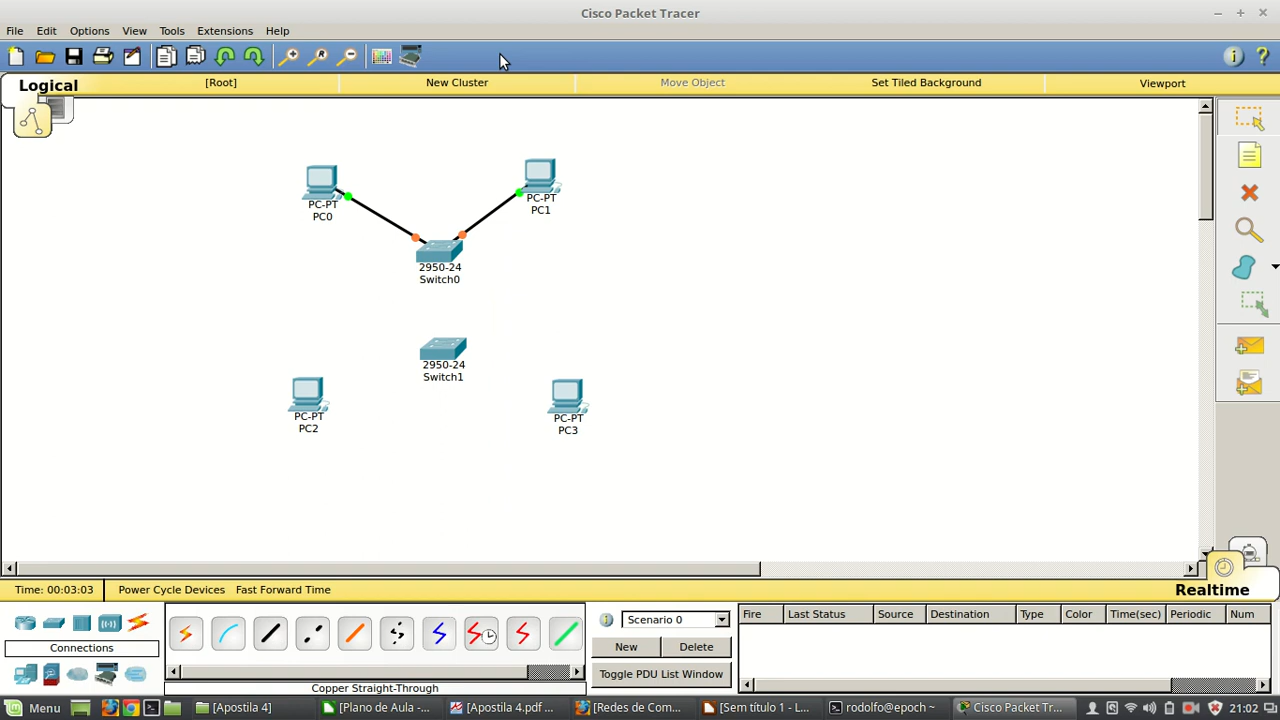 Cisco Packet Tracer
File Edit Options View Tools Extensions Help
Logical [Root] New Cluster Move Object Set Tiled Background Viewport
PC-PT
PC0
PC-PT
PC1
2950-24
Switch0
2950-24
Switch1
PC-PT
PC2
PC-PT
PC3
Time: 00:03:03 Power Cycle Devices Fast Forward Time Realtime
Connections
Copper Straight-Through
Scenario 0
New Delete
Toggle PDU List Window
Fire Last Status Source Destination Type Color Time(sec) Periodic Num
Menu [Apostila 4] [Plano de Aula -... [Apostila 4.pdf ... [Redes de Com... [Sem título 1 - L... rodolfo@epoch ~ Cisco Packet Tr... 21:02